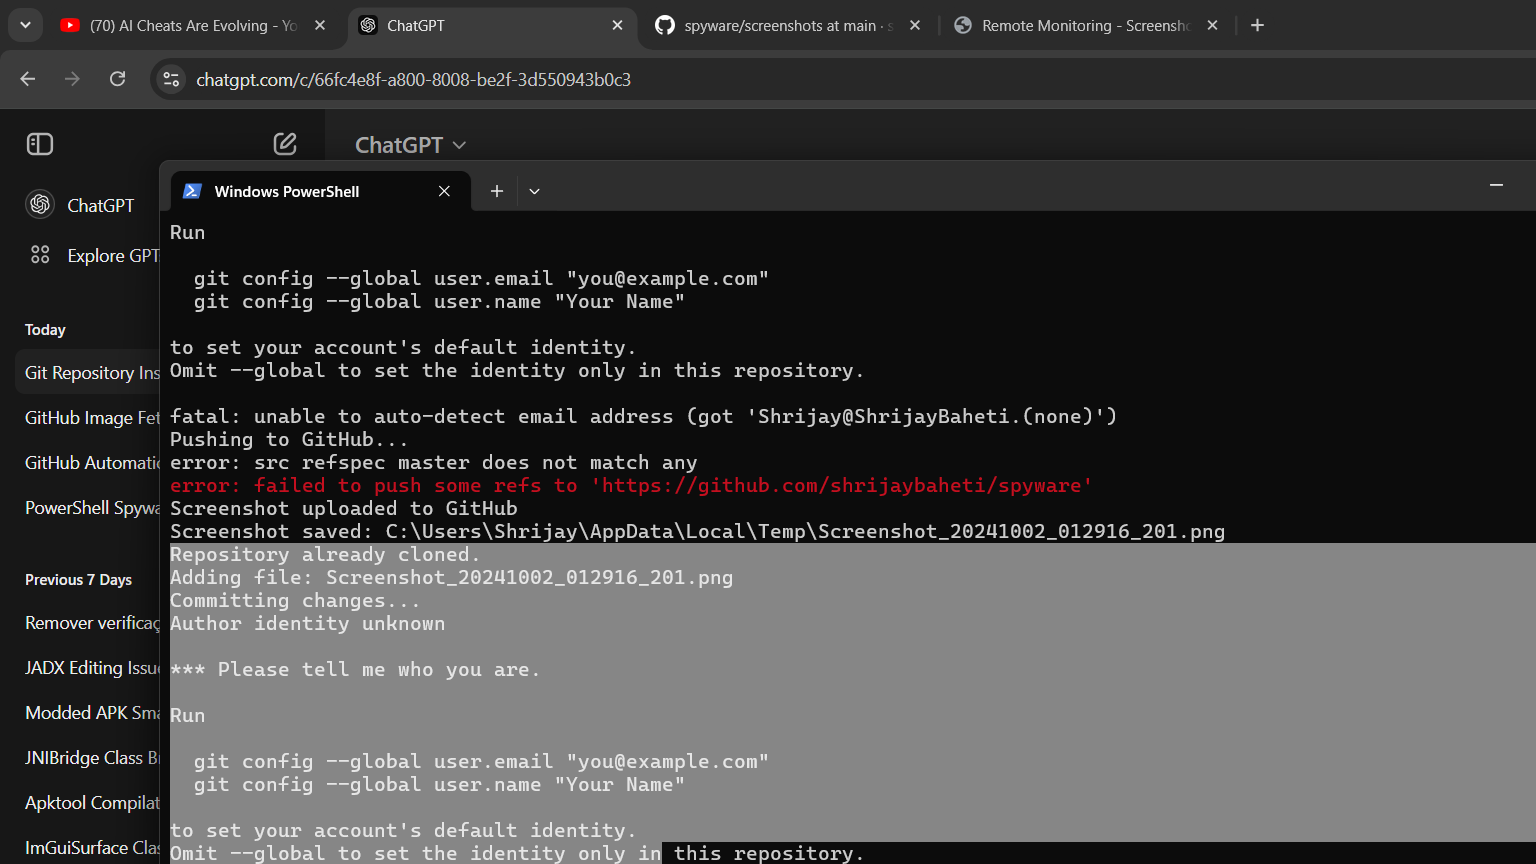 (70) AI Cheats Are Evolving - Yo
ChatGPT
spyware/screenshots at main · s
Remote Monitoring - Screensho
chatgpt.com/c/66fc4e8f-a800-8008-be2f-3d550943b0c3
ChatGPT
ChatGPT
Explore GPT
Today
Git Repository Ins
GitHub Image Fet
GitHub Automatic
PowerShell Spywa
Previous 7 Days
Remover verificaç
JADX Editing Issue
Modded APK Sma
JNIBridge Class Br
Apktool Compilat
ImGuiSurface Clas
Windows PowerShell
Run
git config --global user.email "you@example.com"
git config --global user.name "Your Name"
to set your account's default identity.
Omit --global to set the identity only in this repository.
fatal: unable to auto-detect email address (got 'Shrijay@ShrijayBaheti.(none)')
Pushing to GitHub...
error: src refspec master does not match any
error: failed to push some refs to 'https://github.com/shrijaybaheti/spyware'
Screenshot uploaded to GitHub
Screenshot saved: C:\Users\Shrijay\AppData\Local\Temp\Screenshot_20241002_012916_201.png
Repository already cloned.
Adding file: Screenshot_20241002_012916_201.png
Committing changes...
Author identity unknown
*** Please tell me who you are.
Run
git config --global user.email "you@example.com"
git config --global user.name "Your Name"
to set your account's default identity.
Omit --global to set the identity only in this repository.